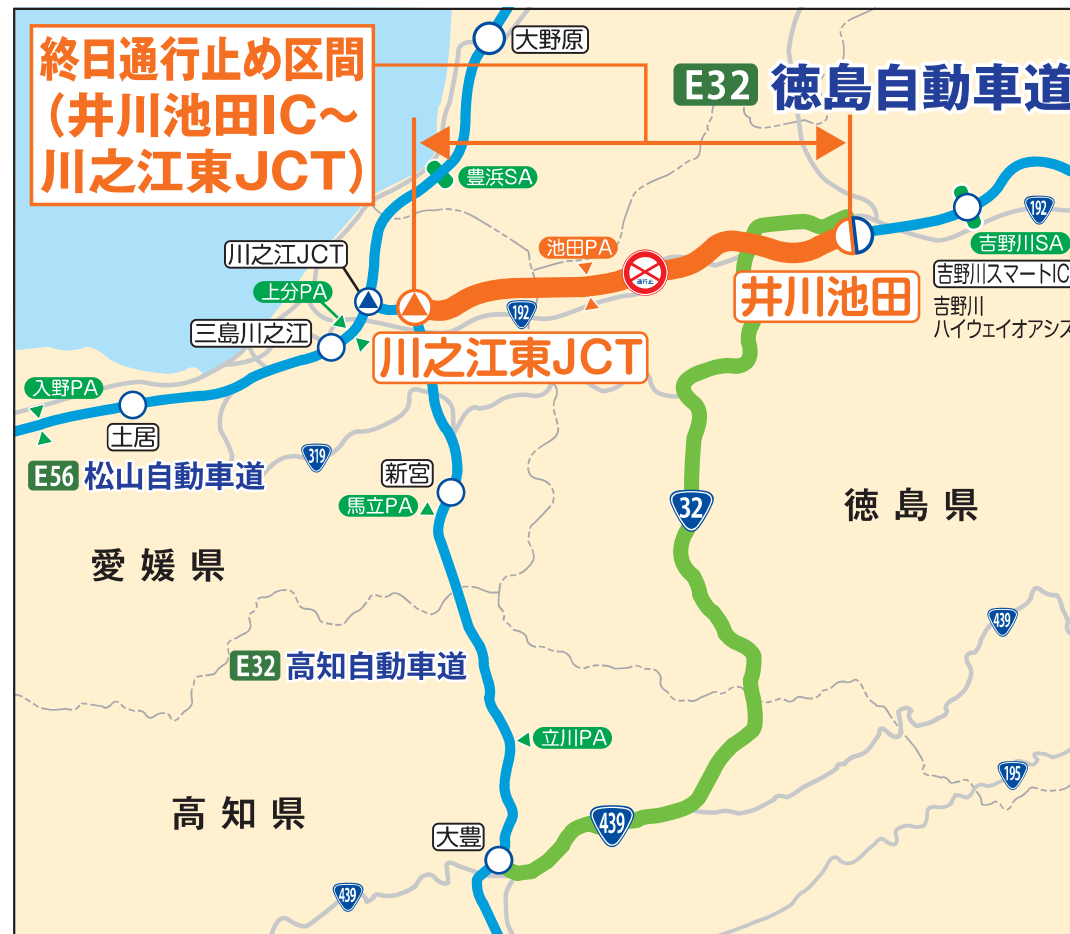 終日通行止め区間
(井川池田IC～
川之江東JCT)
大野原
E32 徳島自動車道
豊浜SA
192
吉野川SA
川之江JCT
池田PA
通行止
吉野川スマートIC
上分PA
192
井川池田
吉野川
ハイウェイオアシス
三島川之江
川之江東JCT
入野PA
土居
319
E56 松山自動車道
新宮
馬立PA
32
徳島県
愛媛県
439
E32 高知自動車道
立川PA
195
高知県
大豊
439
439